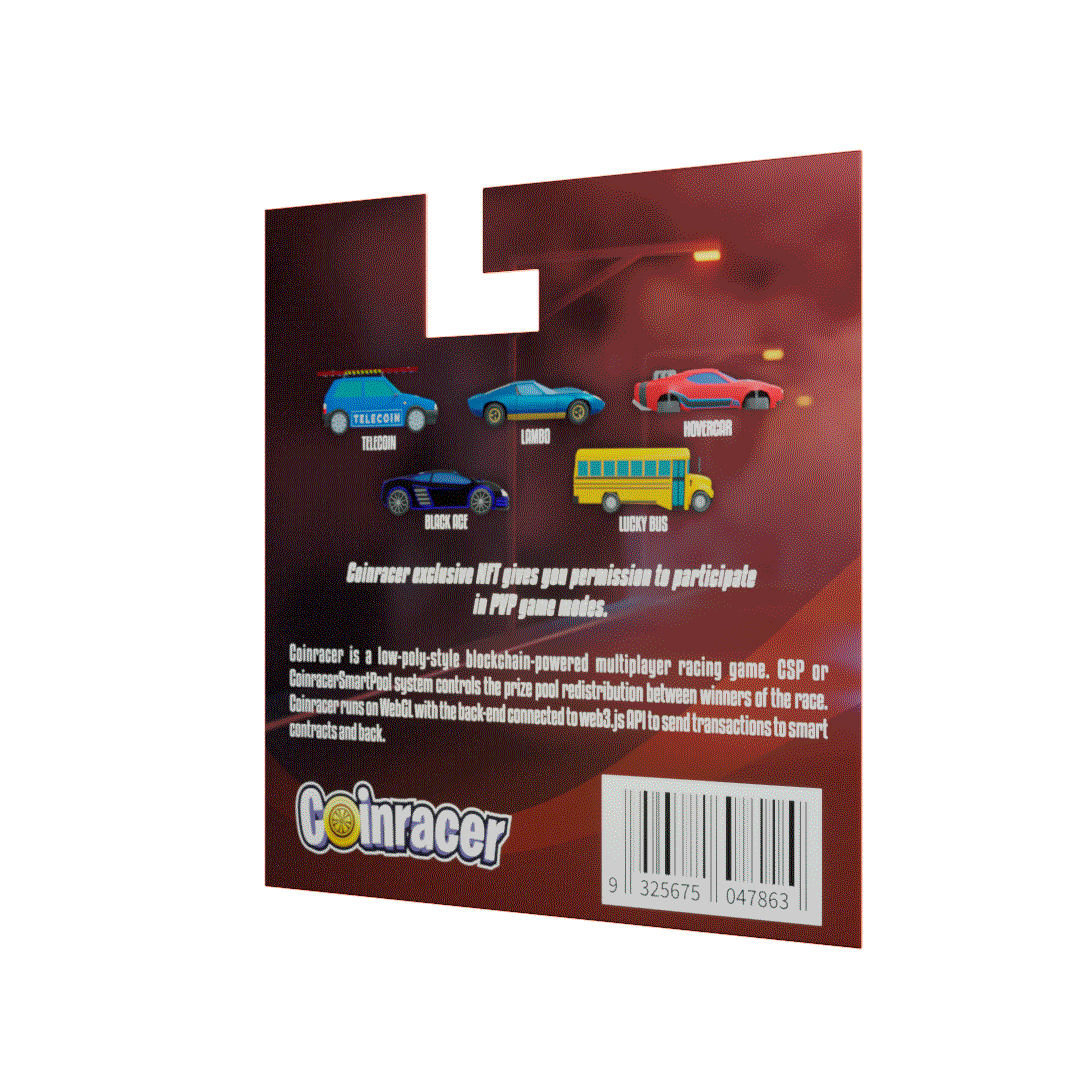 TELECOIN
TELECOIN
LAMBO
HOVERCAR
BLACK ACE
LUCKY BUS
Coinracer exclusive NFT gives you permission to participate
in PVP game modes.
Coinracer is a low-poly-style blockchain-powered multiplayer racing game. CSP or
CoinracerSmartPool system controls the prize pool redistribution between winners of the race.
Coinracer runs on WebGL with the back-end connected to web3.js API to send transactions to smart
contracts and back.
Coinracer
9 325675 047863